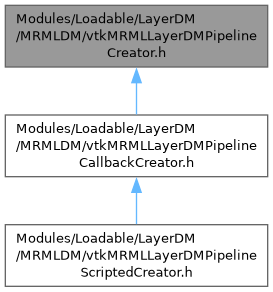 Modules/Loadable/LayerDM
/MRMLDM/vtkMRMLLayerDMPipeline
Creator.h
Modules/Loadable/LayerDM
/MRMLDM/vtkMRMLLayerDMPipeline
CallbackCreator.h
Modules/Loadable/LayerDM
/MRMLDM/vtkMRMLLayerDMPipeline
ScriptedCreator.h